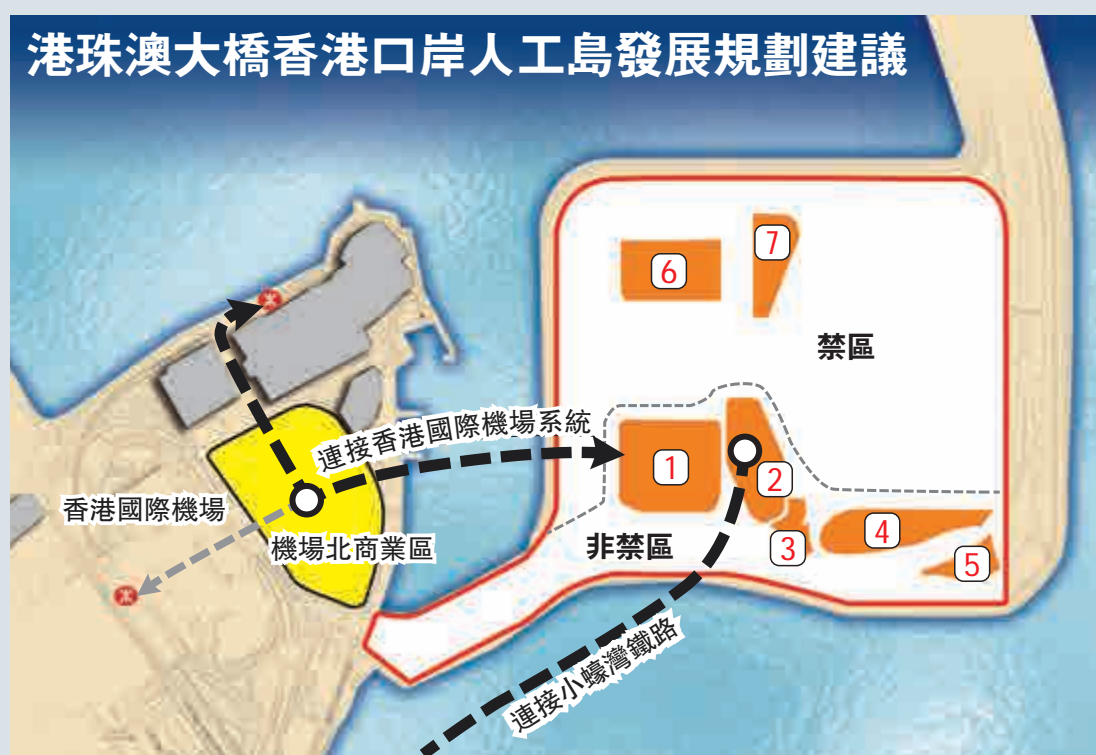 港珠澳大橋香港口岸人工島發展規劃建議
7
6
禁區
連接香港國際機場系統
1
2
香港國際機場
機場北商業區
非禁區
3
4
5
連接小蠔灣鐵路